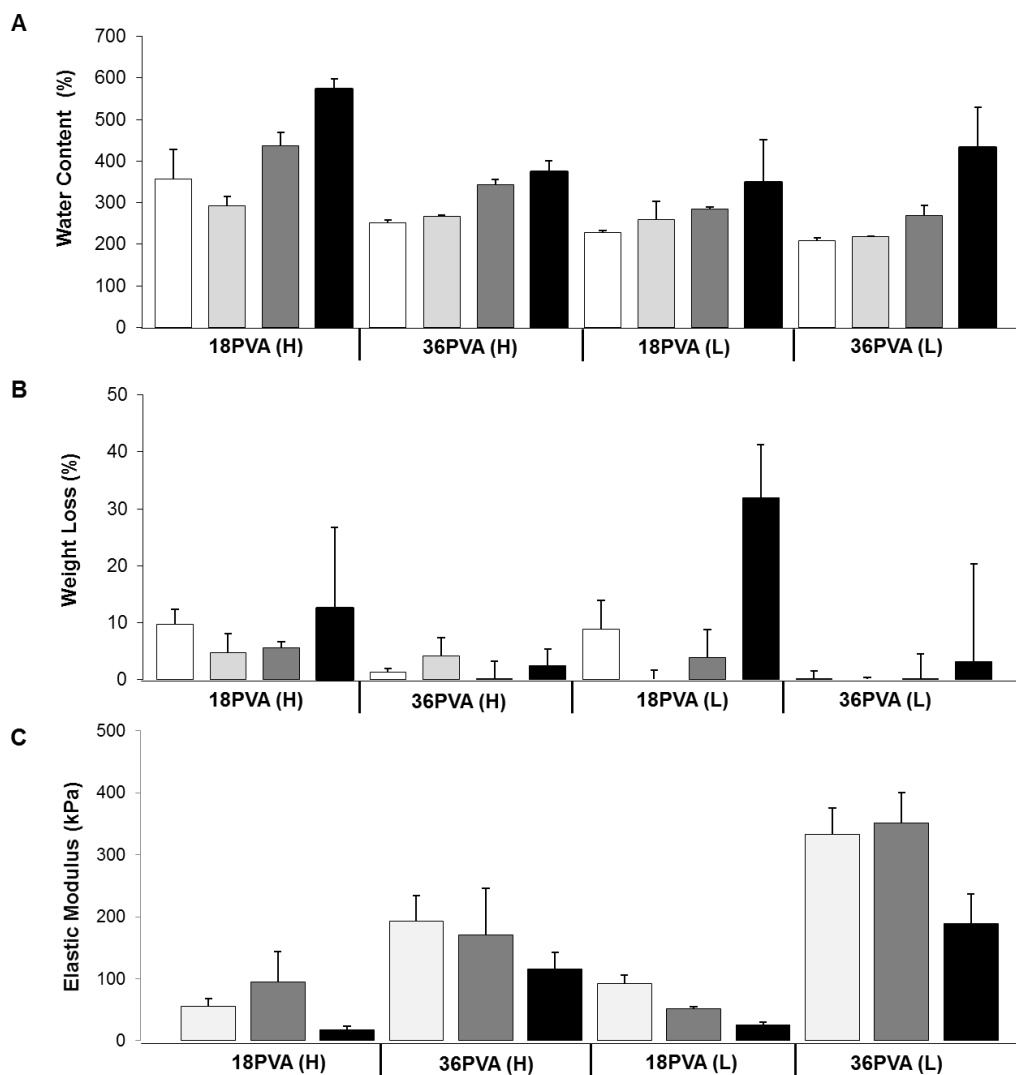 A
Water Content (%)
700
600
500
400
300
200
100
0
18PVA (H) 36PVA (H) 18PVA (L) 36PVA (L)
B
Weight Loss (%)
50
40
30
20
10
0
18PVA (H) 36PVA (H) 18PVA (L) 36PVA (L)
C
Elastic Modulus (kPa)
500
400
300
200
100
0
18PVA (H) 36PVA (H) 18PVA (L) 36PVA (L)